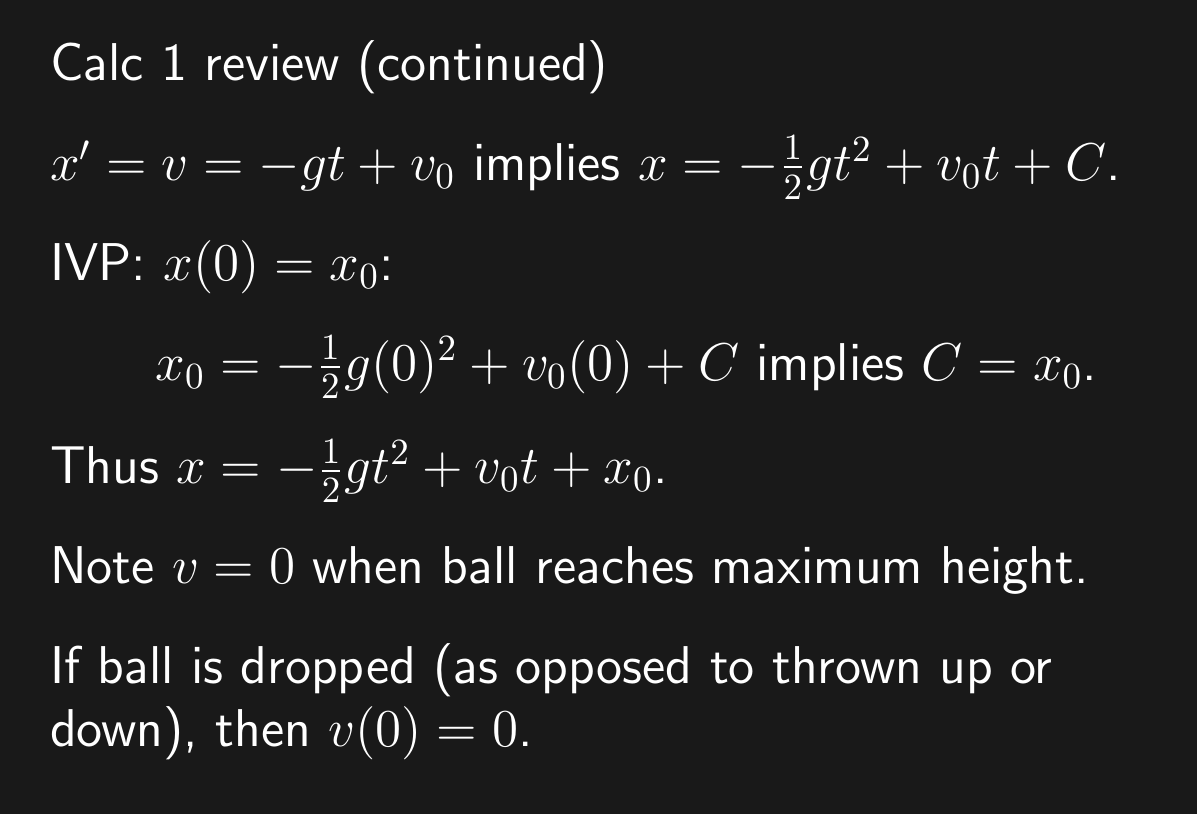 Calc 1 review (continued)
x′ = v = −gt + v₀ implies x = −½gt² + v₀t + C.
IVP: x(0) = x₀:
x₀ = −½g(0)² + v₀(0) + C implies C = x₀.
Thus x = −½gt² + v₀t + x₀.
Note v = 0 when ball reaches maximum height.
If ball is dropped (as opposed to thrown up or
down), then v(0) = 0.